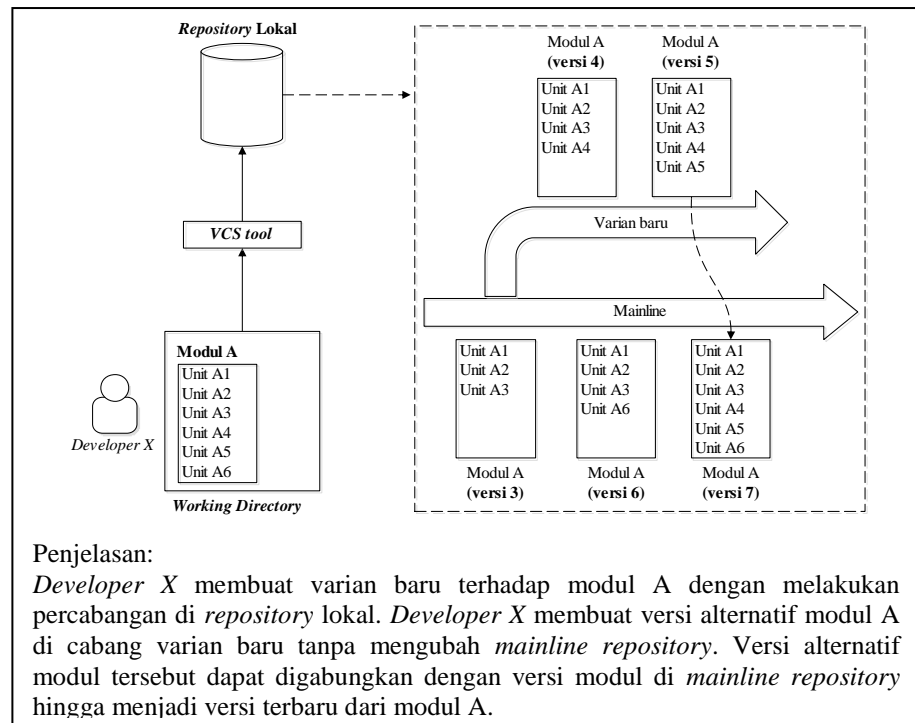 Repository Lokal
Modul A
(versi 4)
Unit A1
Unit A2
Unit A3
Unit A4
Modul A
(versi 5)
Unit A1
Unit A2
Unit A3
Unit A4
Unit A5
Varian baru
VCS tool
Mainline
Modul A
Unit A1
Unit A2
Unit A3
Unit A4
Unit A5
Unit A6
Developer X
Working Directory
Unit A1
Unit A2
Unit A3
Modul A
(versi 3)
Unit A1
Unit A2
Unit A3
Unit A6
Modul A
(versi 6)
Unit A1
Unit A2
Unit A3
Unit A4
Unit A5
Unit A6
Modul A
(versi 7)
Penjelasan:
Developer X membuat varian baru terhadap modul A dengan melakukan
percabangan di repository lokal. Developer X membuat versi alternatif modul A
di cabang varian baru tanpa mengubah mainline repository. Versi alternatif
modul tersebut dapat digabungkan dengan versi modul di mainline repository
hingga menjadi versi terbaru dari modul A.